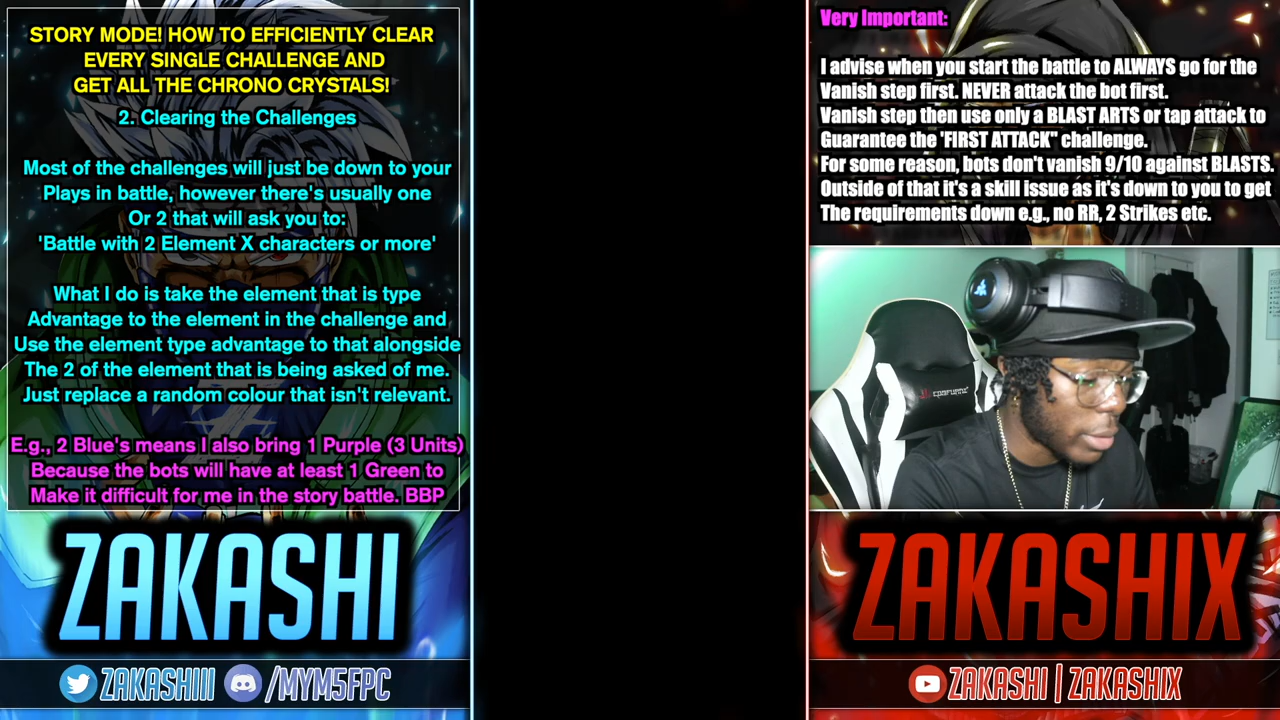 STORY MODE! HOW TO EFFICIENTLY CLEAR
EVERY SINGLE CHALLENGE AND
GET ALL THE CHRONO CRYSTALS!
2. Clearing the Challenges
Most of the challenges will just be down to your
Plays in battle, however there's usually one
Or 2 that will ask you to:
'Battle with 2 Element X characters or more'
What I do is take the element that is type
Advantage to the element in the challenge and
Use the element type advantage to that alongside
The 2 of the element that is being asked of me.
Just replace a random colour that isn't relevant.
E.g., 2 Blue's means I also bring 1 Purple (3 Units)
Because the bots will have at least 1 Green to
Make it difficult for me in the story battle. BBP
ZAKASHI
ZAKASHIII /MYM5FPC
Very Important:
I advise when you start the battle to ALWAYS go for the
Vanish step first. NEVER attack the bot first.
Vanish step then use only a BLAST ARTS or tap attack to
Guarantee the 'FIRST ATTACK" challenge.
For some reason, bots don't vanish 9/10 against BLASTS.
Outside of that it's a skill issue as it's down to you to get
The requirements down e.g., no RR, 2 Strikes etc.
ZAKASHIX
ZAKASHI | ZAKASHIX